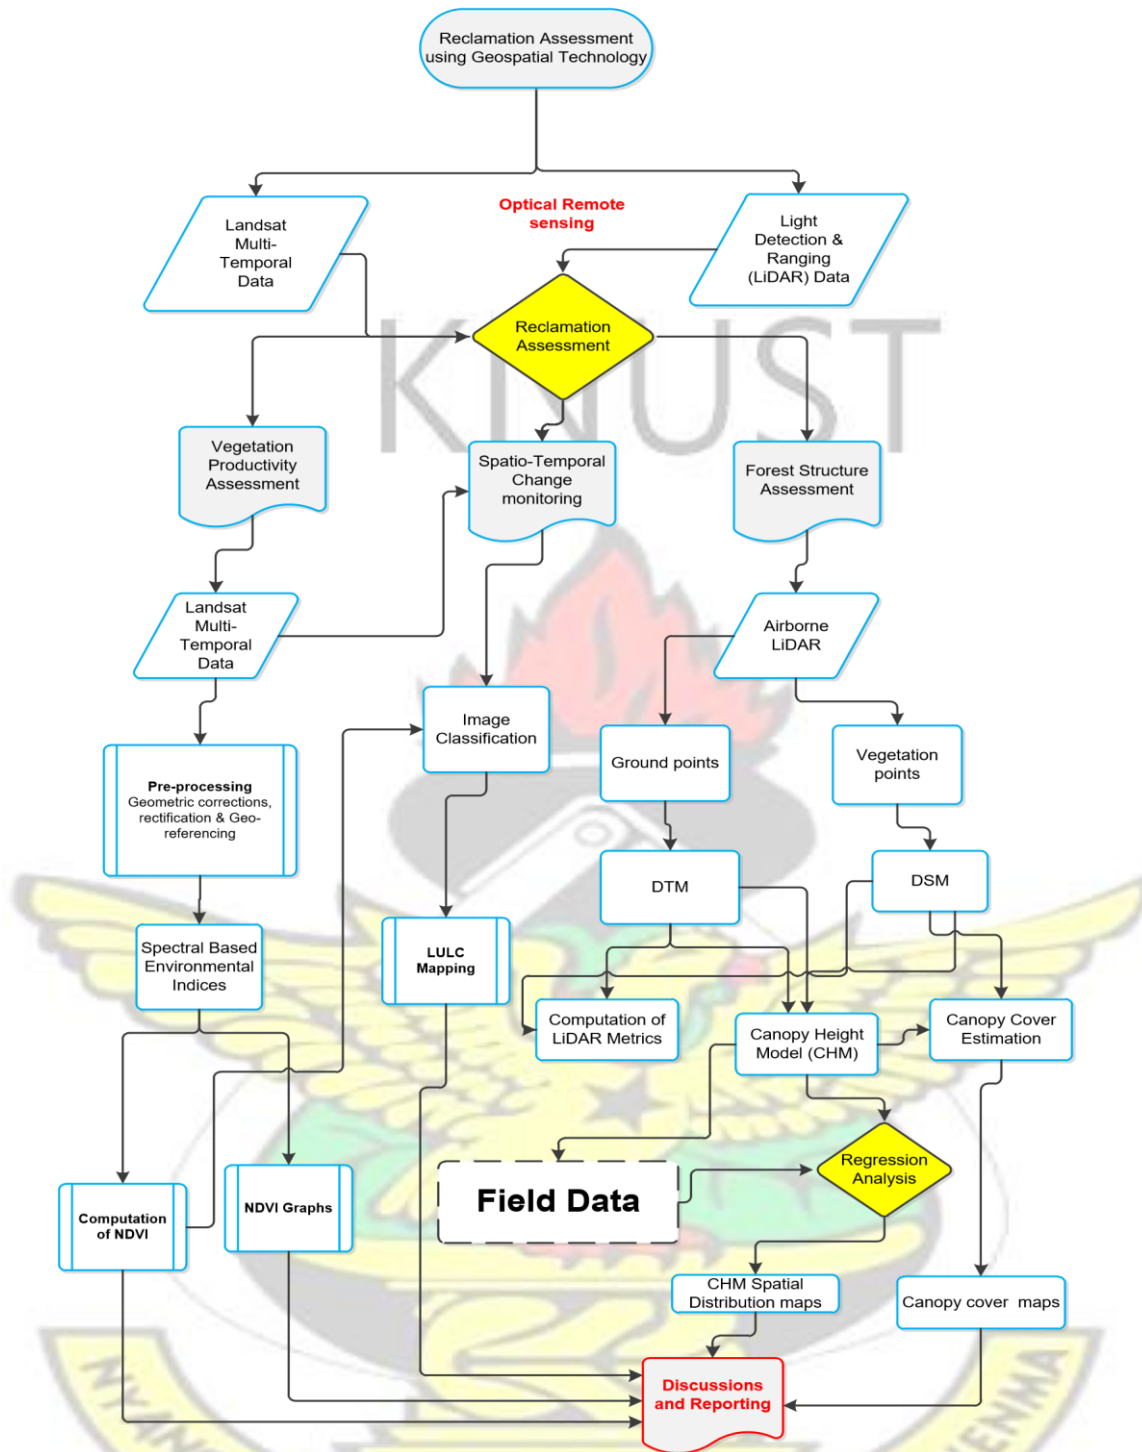 Reclamation Assessment
using Geospatial Technology
Landsat
Multi-
Temporal
Data
Optical Remote
sensing
Light
Detection &
Ranging
(LiDAR) Data
KNUST
Reclamation
Assessment
Vegetation
Productivity
Assessment
Spatio-Temporal
Change
monitoring
Forest Structure
Assessment
Landsat
Multi-
Temporal
Data
Airborne
LiDAR
Image
Classification
Ground points
Vegetation
points
Pre-processing
Geometric corrections,
rectification & Geo-
referencing
DTM
DSM
Spectral Based
Environmental
Indices
LULC
Mapping
Computation of
LiDAR Metrics
Canopy Height
Model (CHM)
Canopy Cover
Estimation
Regression
Analysis
Field Data
Computation
of NDVI
NDVI Graphs
CHM Spatial
Distribution maps
Canopy cover maps
Discussions
and Reporting